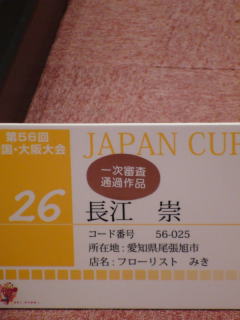 第56回
国・大阪大会
JAPAN CUP
一次審査
通過作品
26
長江 崇
コード番号 56-025
所在地:愛知県尾張旭市
店名:フローリスト みき